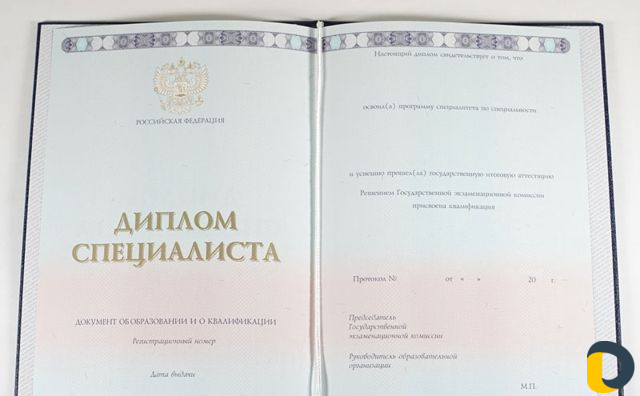 РОССИЙСКАЯ ФЕДЕРАЦИЯ
ДИПЛОМ
СПЕЦИАЛИСТА
ДОКУМЕНТ ОБ ОБРАЗОВАНИИ И О КВАЛИФИКАЦИИ
Регистрационный номер
Дата выдачи
Настоящий диплом свидетельствует о том, что
освоил(а) программу специалитета по специальности
и успешно прошел(ла) государственную итоговую аттестацию
Решением Государственной экзаменационной комиссии
присвоена квалификация
Протокол № от « » 20 г.
Председатель
Государственной
экзаменационной комиссии
Руководитель образовательной
организации
М.П.